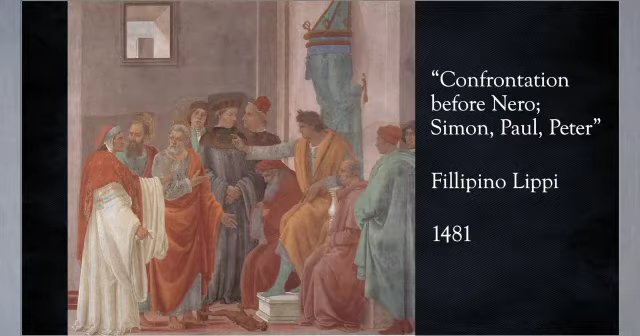 “Confrontation
before Nero;
Simon, Paul, Peter”
Fillipino Lippi
1481